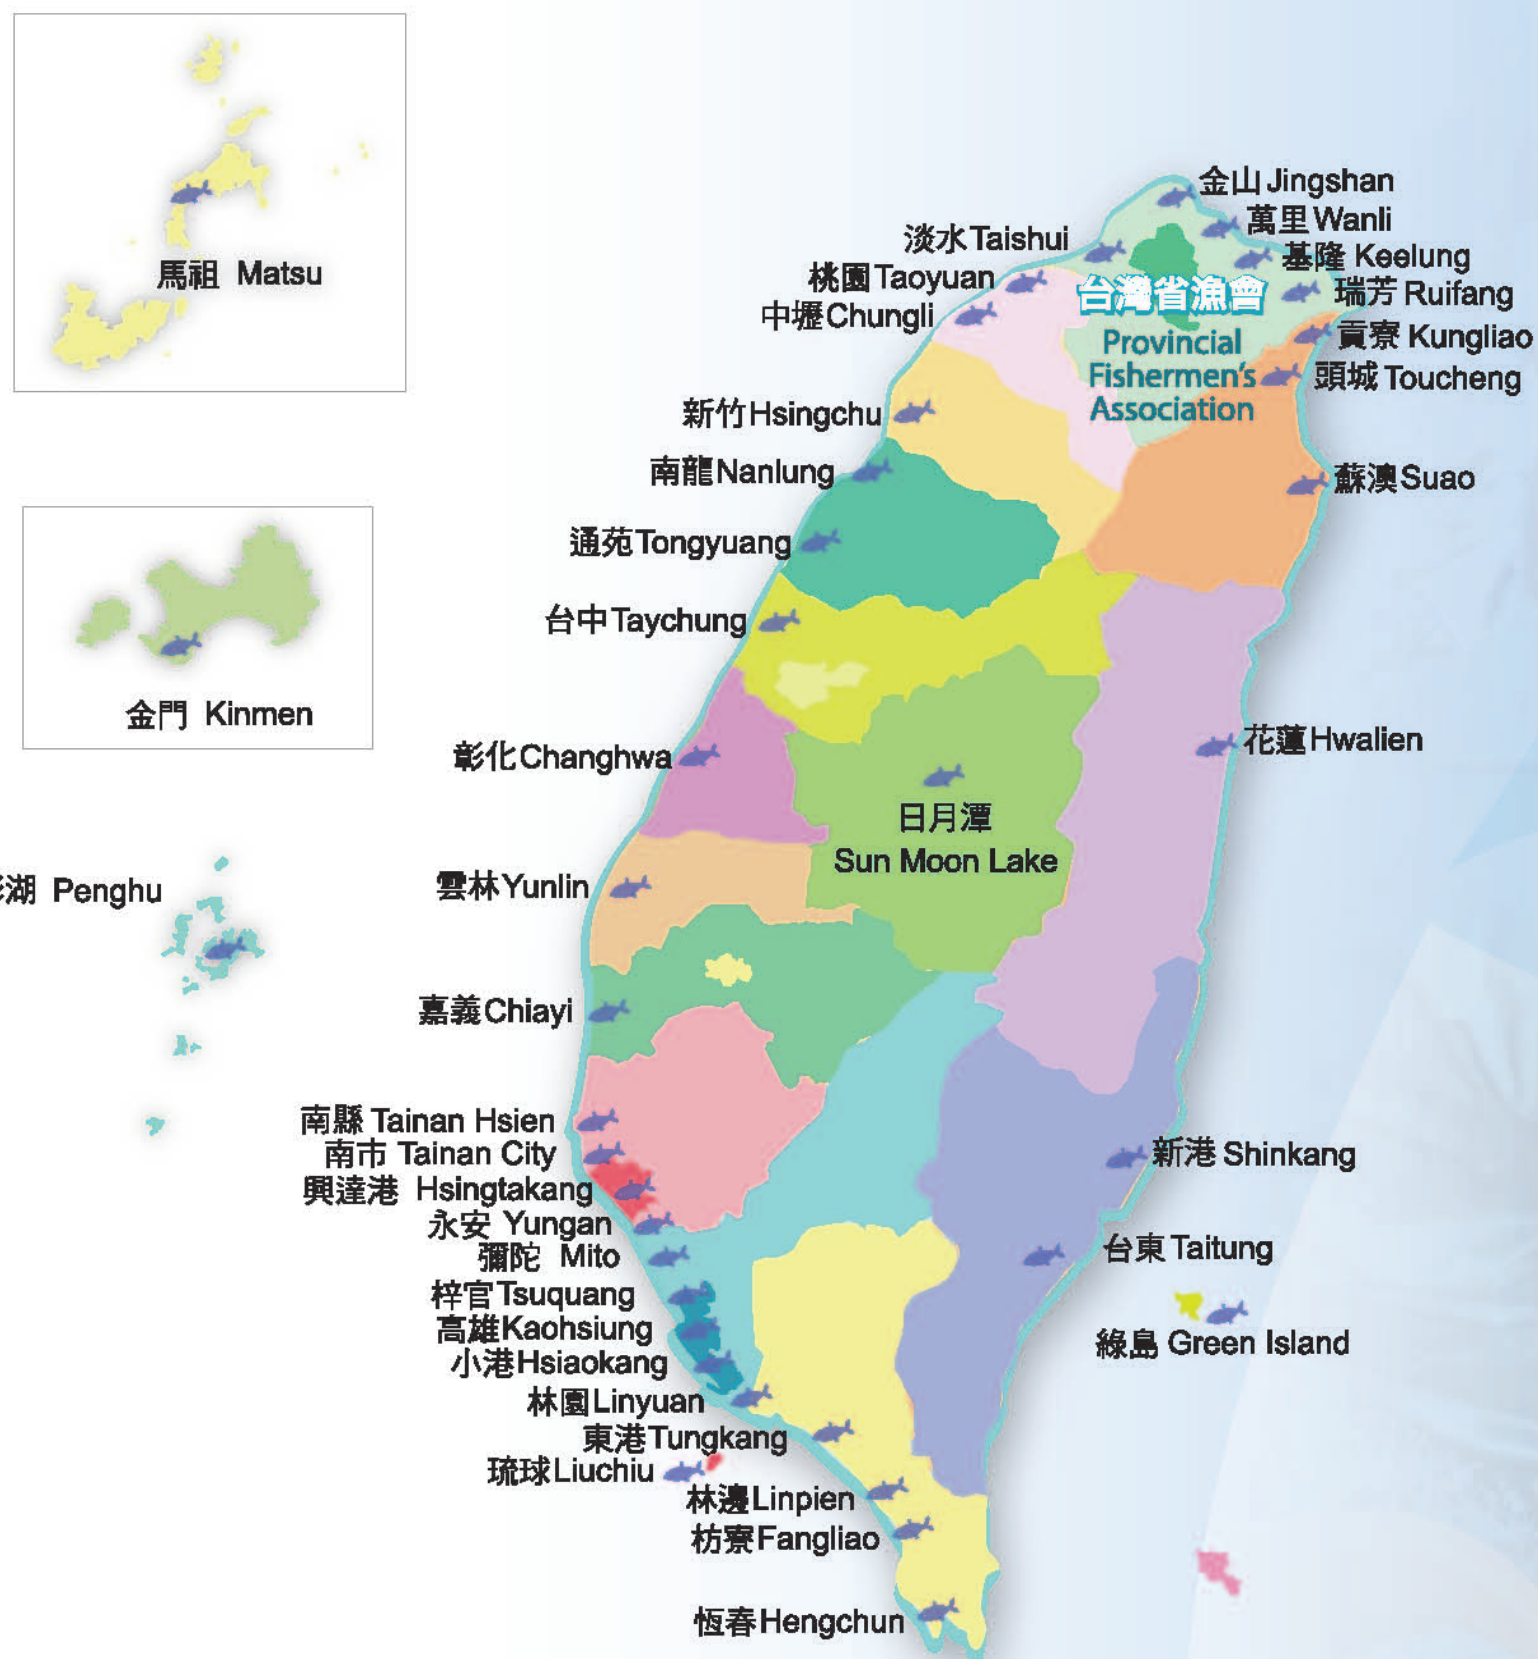 馬祖 Matsu
金門 Kinmen
湖 Penghu
金山 Jingshan
萬里 Wanli
淡水 Taishui
基隆 Keelung
桃園 Taoyuan
台灣省漁會
瑞芳 Ruifang
中壢 Chungli
Provincial
Fishermen's
Association
貢寮 Kungliao
頭城 Toucheng
新竹 Hsingchu
南龍 Nanlung
蘇澳 Suao
通苑 Tongyuang
台中 Taychung
彰化 Changhwa
花蓮 Hwalien
日月潭
Sun Moon Lake
雲林 Yunlin
嘉義 Chiayi
南縣 Tainan Hsien
南市 Tainan City
新港 Shinkang
興達港 Hsingtakang
永安 Yungan
彌陀 Mito
台東 Taitung
梓官 Tsuquang
高雄 Kaohsiung
綠島 Green Island
小港 Hsiaokang
林園 Linyuan
東港 Tungkang
琉球 Liuchiu
林邊 Linpien
枋寮 Fangliao
恆春 Hengchun